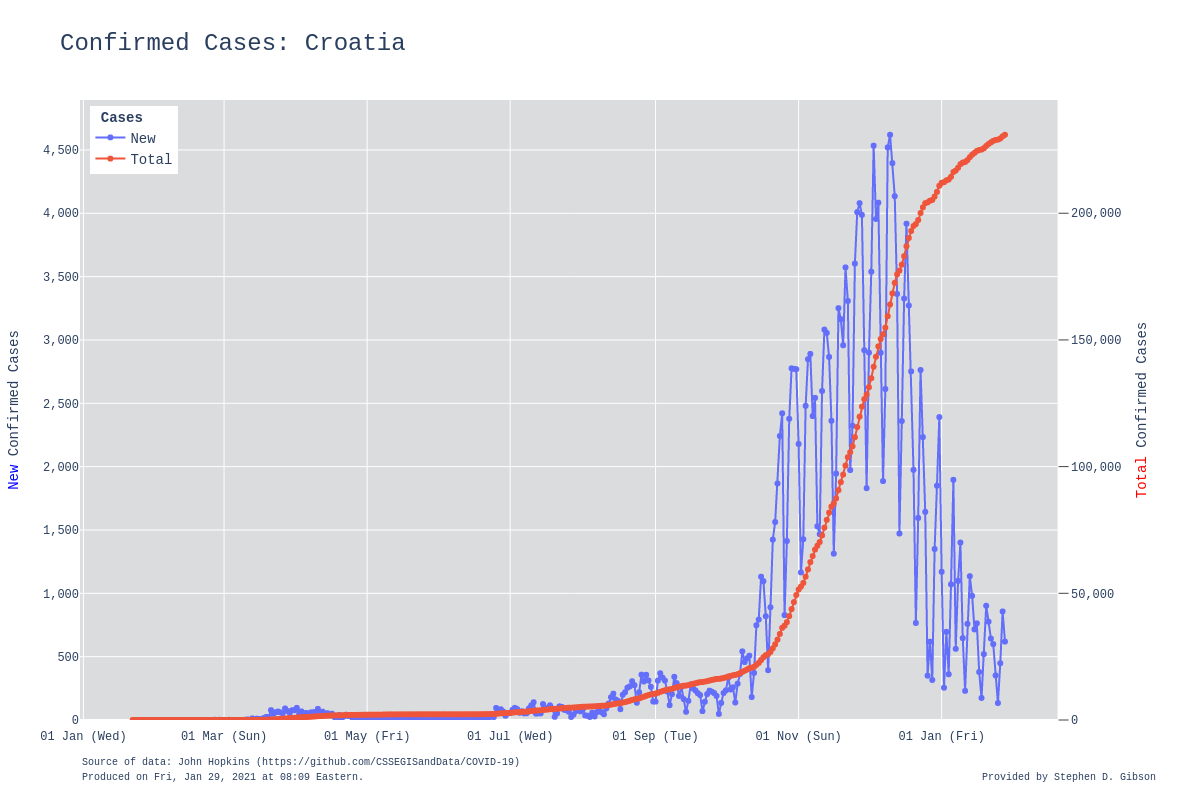 Confirmed Cases: Croatia
Cases
New
Total
4,500
4,000
3,500
3,000
2,500
2,000
1,500
1,000
500
0
200,000
150,000
100,000
50,000
0
New Confirmed Cases
Total Confirmed Cases
01 Jan (Wed)
01 Mar (Sun)
01 May (Fri)
01 Jul (Wed)
01 Sep (Tue)
01 Nov (Sun)
01 Jan (Fri)
Source of data: John Hopkins (https://github.com/CSSEGISandData/COVID-19)
Produced on Fri, Jan 29, 2021 at 08:09 Eastern.
Provided by Stephen D. Gibson